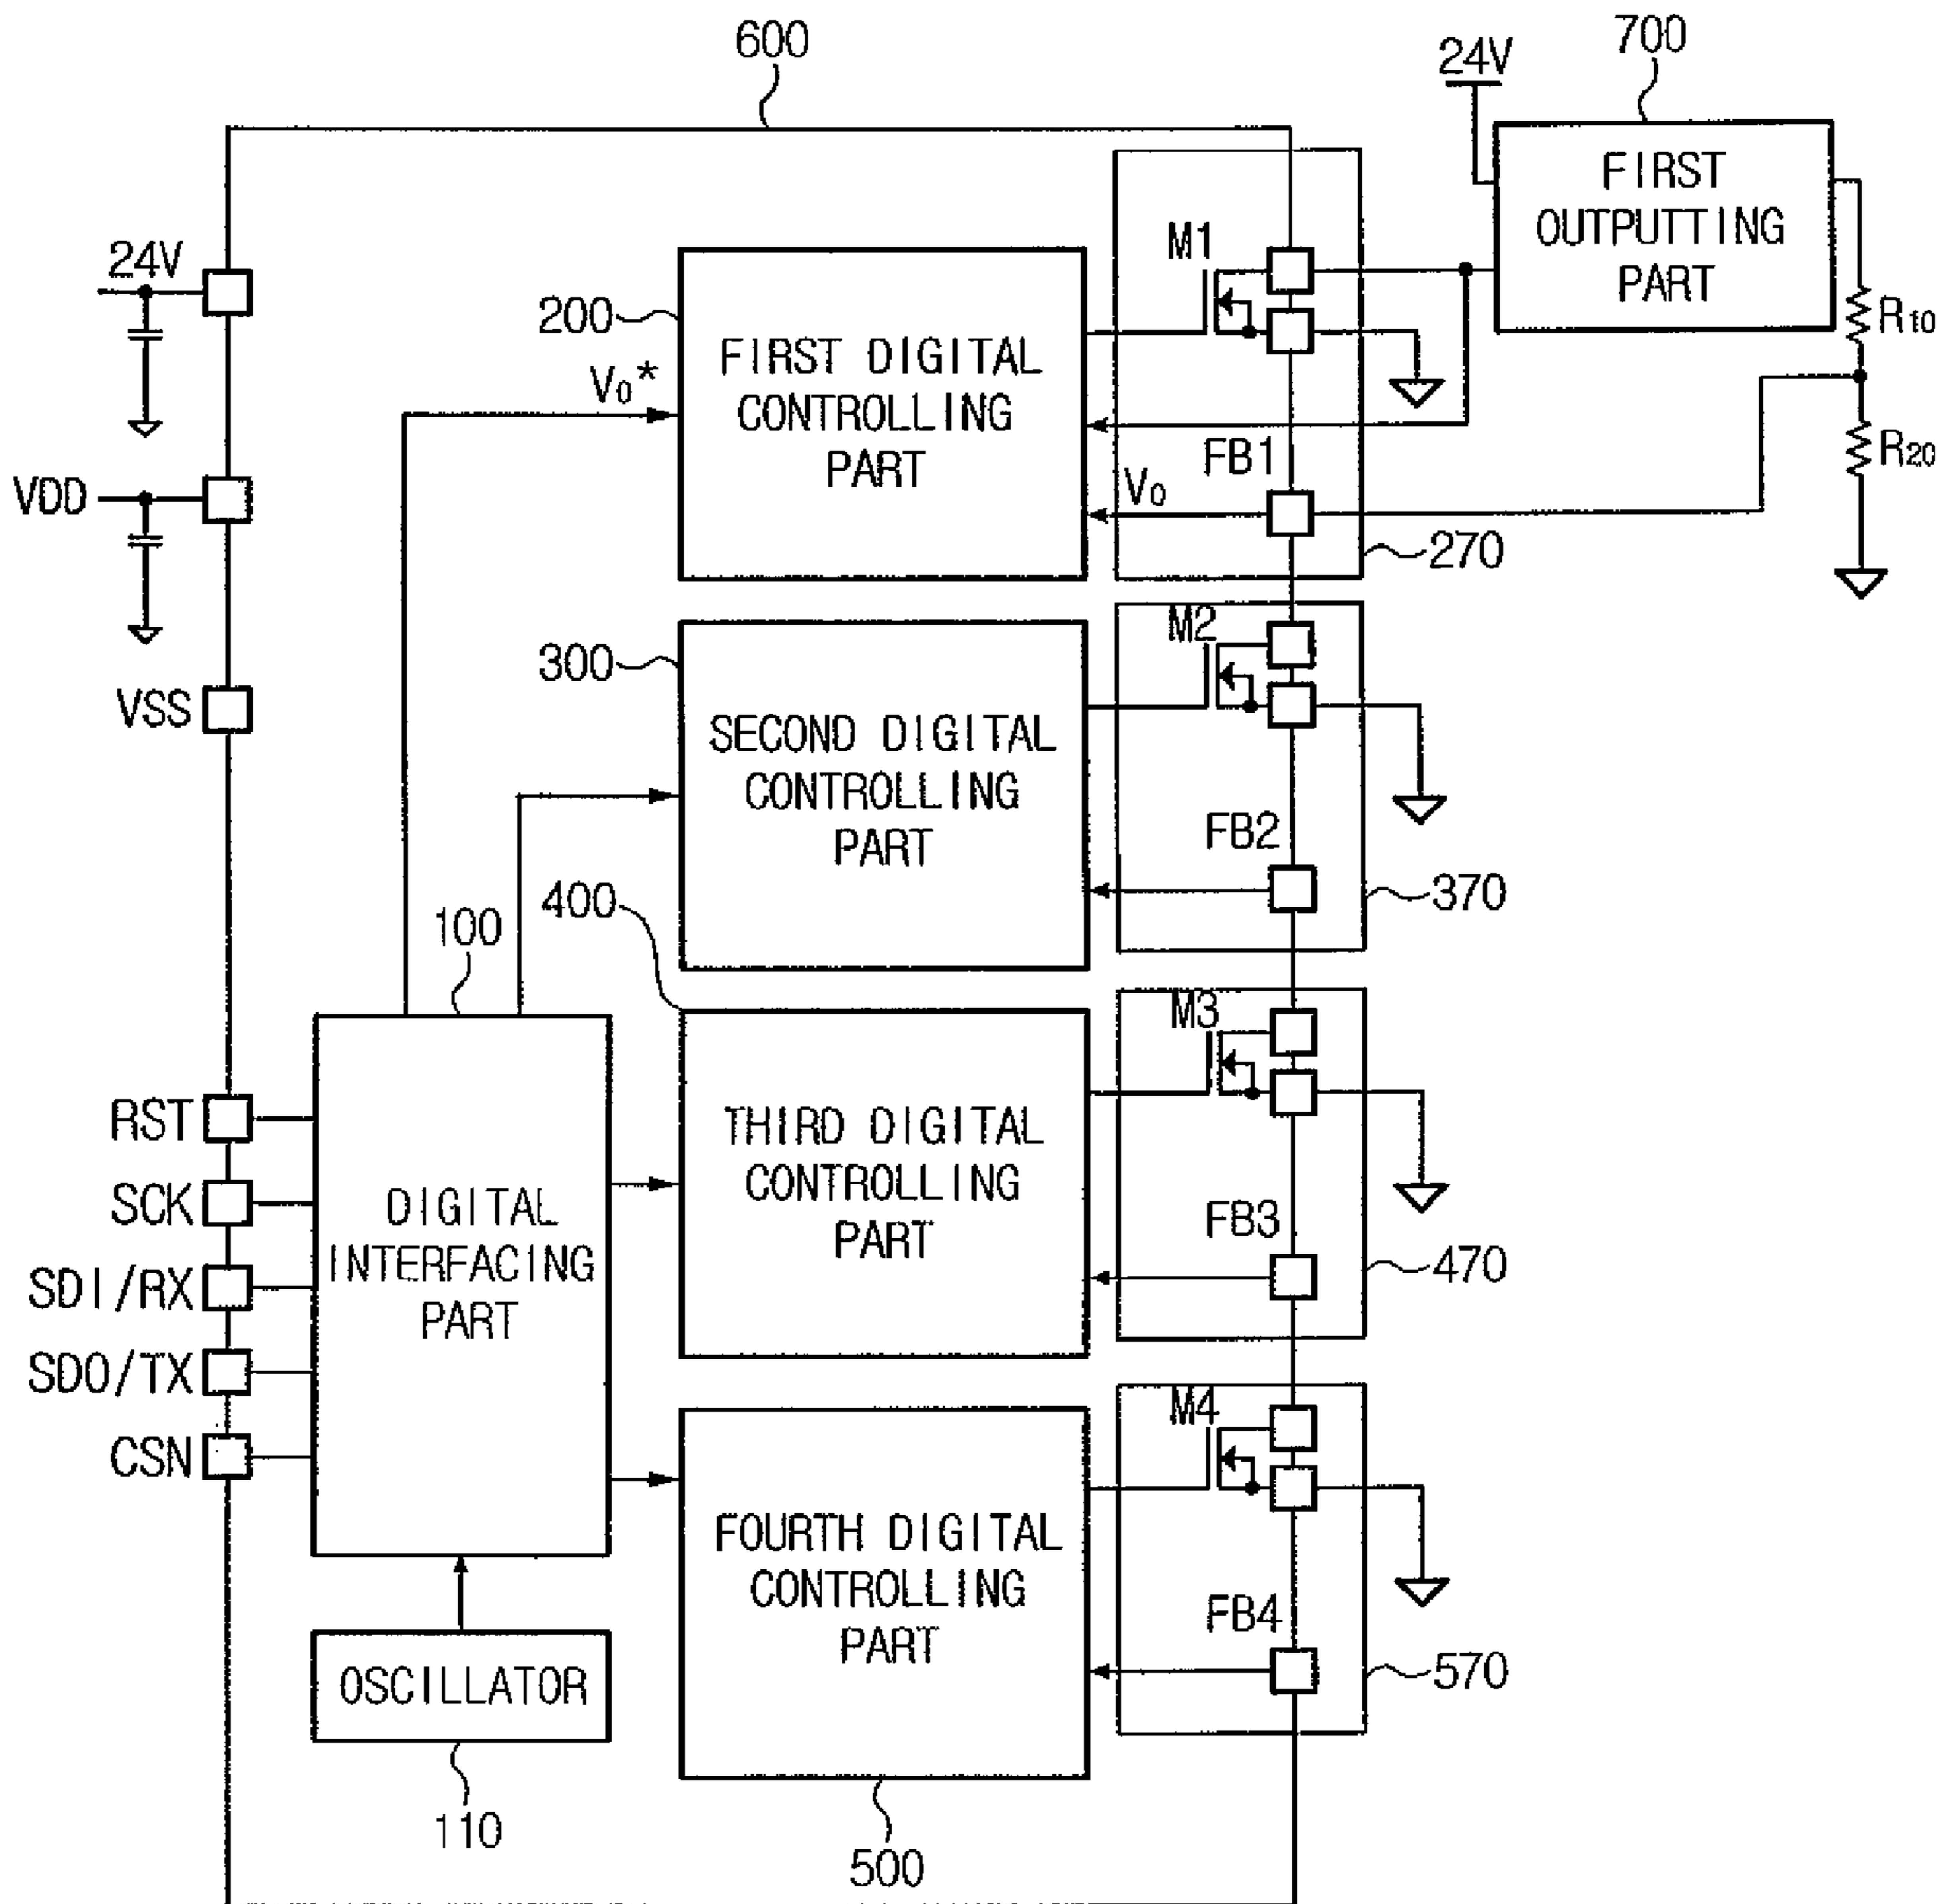 600
700
24V
FIRST
OUTPUTTING
PART
24V
M1
200
R10
V0*
FIRST DIGITAL
CONTROLLING
PART
FB1
R20
VDD
V0
270
M2
300
VSS
SECOND DIGITAL
CONTROLLING
PART
FB2
400
370
100
M3
RST
THIRD DIGITAL
CONTROLLING
PART
SCK
DIGITAL
INTERFACING
PART
FB3
SDI/RX
470
SDO/TX
M4
CSN
FOURTH DIGITAL
CONTROLLING
PART
FB4
OSCILLATOR
570
110
500